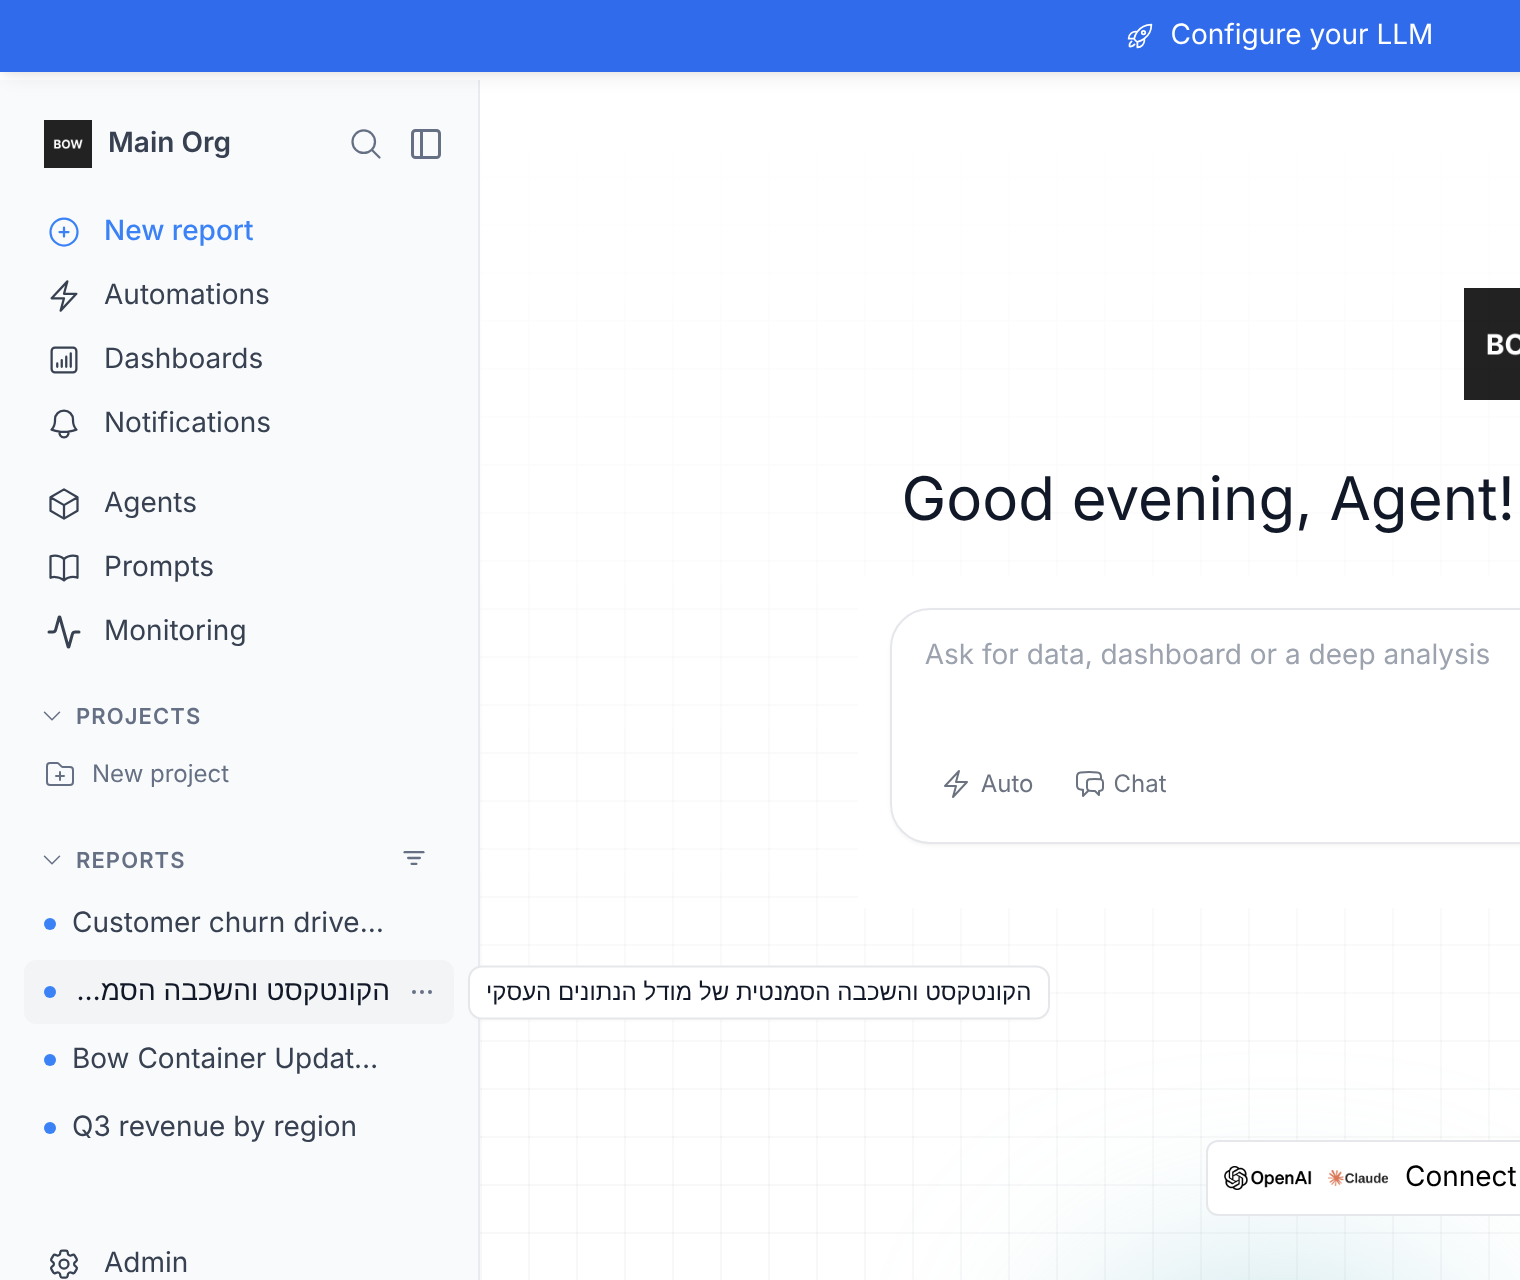 Configure your LLM
BOW
Main Org
New report
Automations
Dashboards
Notifications
Agents
Prompts
Monitoring
PROJECTS
New project
REPORTS
Customer churn drive...
הקונטקסט והשכבה הסמ...
Bow Container Updat...
Q3 revenue by region
Admin
Good evening, Agent!
Ask for data, dashboard or a deep analysis
Auto
Chat
הקונטקסט והשכבה הסמנטית של מודל הנתונים העסקי
OpenAI Claude Connect